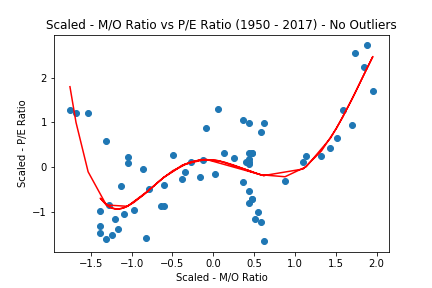 Scaled - M/O Ratio vs P/E Ratio (1950 - 2017) - No Outliers
Scaled - P/E Ratio
2
1
0
−1
−1.5 −1.0 −0.5 0.0 0.5 1.0 1.5 2.0
Scaled - M/O Ratio